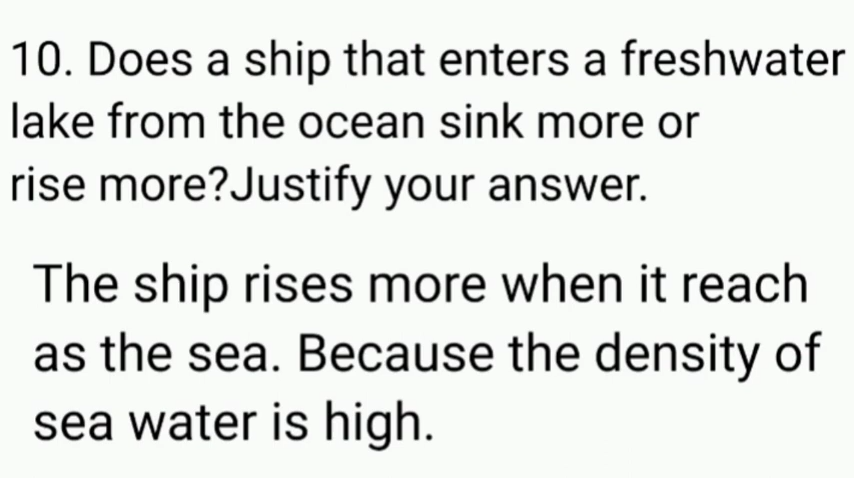 10. Does a ship that enters a freshwater
lake from the ocean sink more or
rise more?Justify your answer.
The ship rises more when it reach
as the sea. Because the density of
sea water is high.